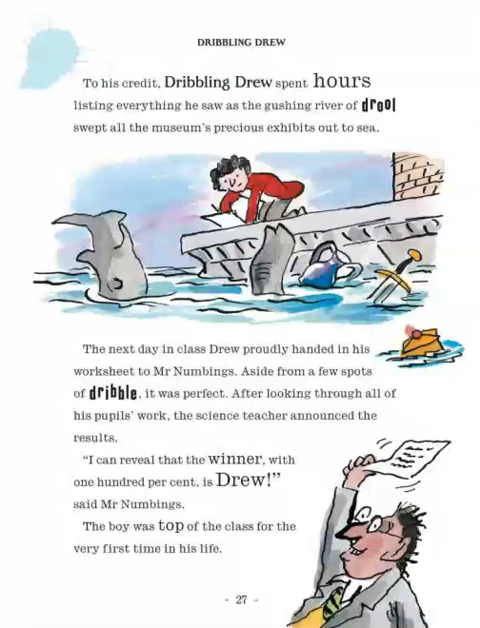 DRIBBLING DREW
To his credit, Dribbling Drew spent hours
listing everything he saw as the gushing river of drool
swept all the museum's precious exhibits out to sea.
The next day in class Drew proudly handed in his
worksheet to Mr Numbings. Aside from a few spots
of dribble, it was perfect. After looking through all of
his pupils' work, the science teacher announced the
results.
“I can reveal that the winner, with
one hundred per cent, is Drew!”
said Mr Numbings.
The boy was top of the class for the
very first time in his life.
- 27 -